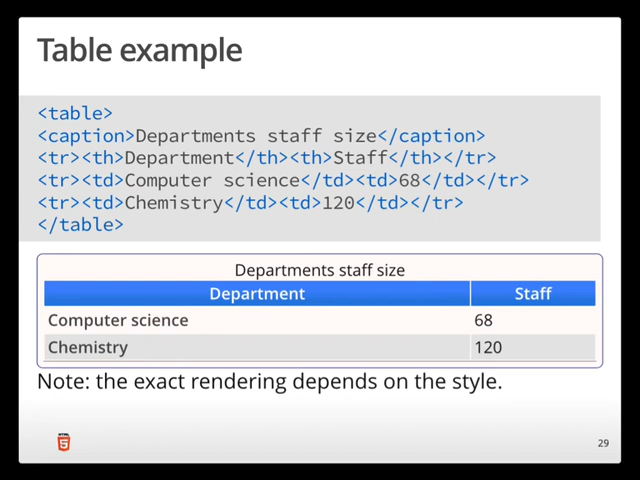 Table example
<table>
<caption>Departments staff size</caption>
<tr><th>Department</th><th>Staff</th></tr>
<tr><td>Computer science</td><td>68</td></tr>
<tr><td>Chemistry</td><td>120</td></tr>
</table>
Departments staff size
Department Staff
Computer science 68
Chemistry 120
Note: the exact rendering depends on the style.
HTML
5
29